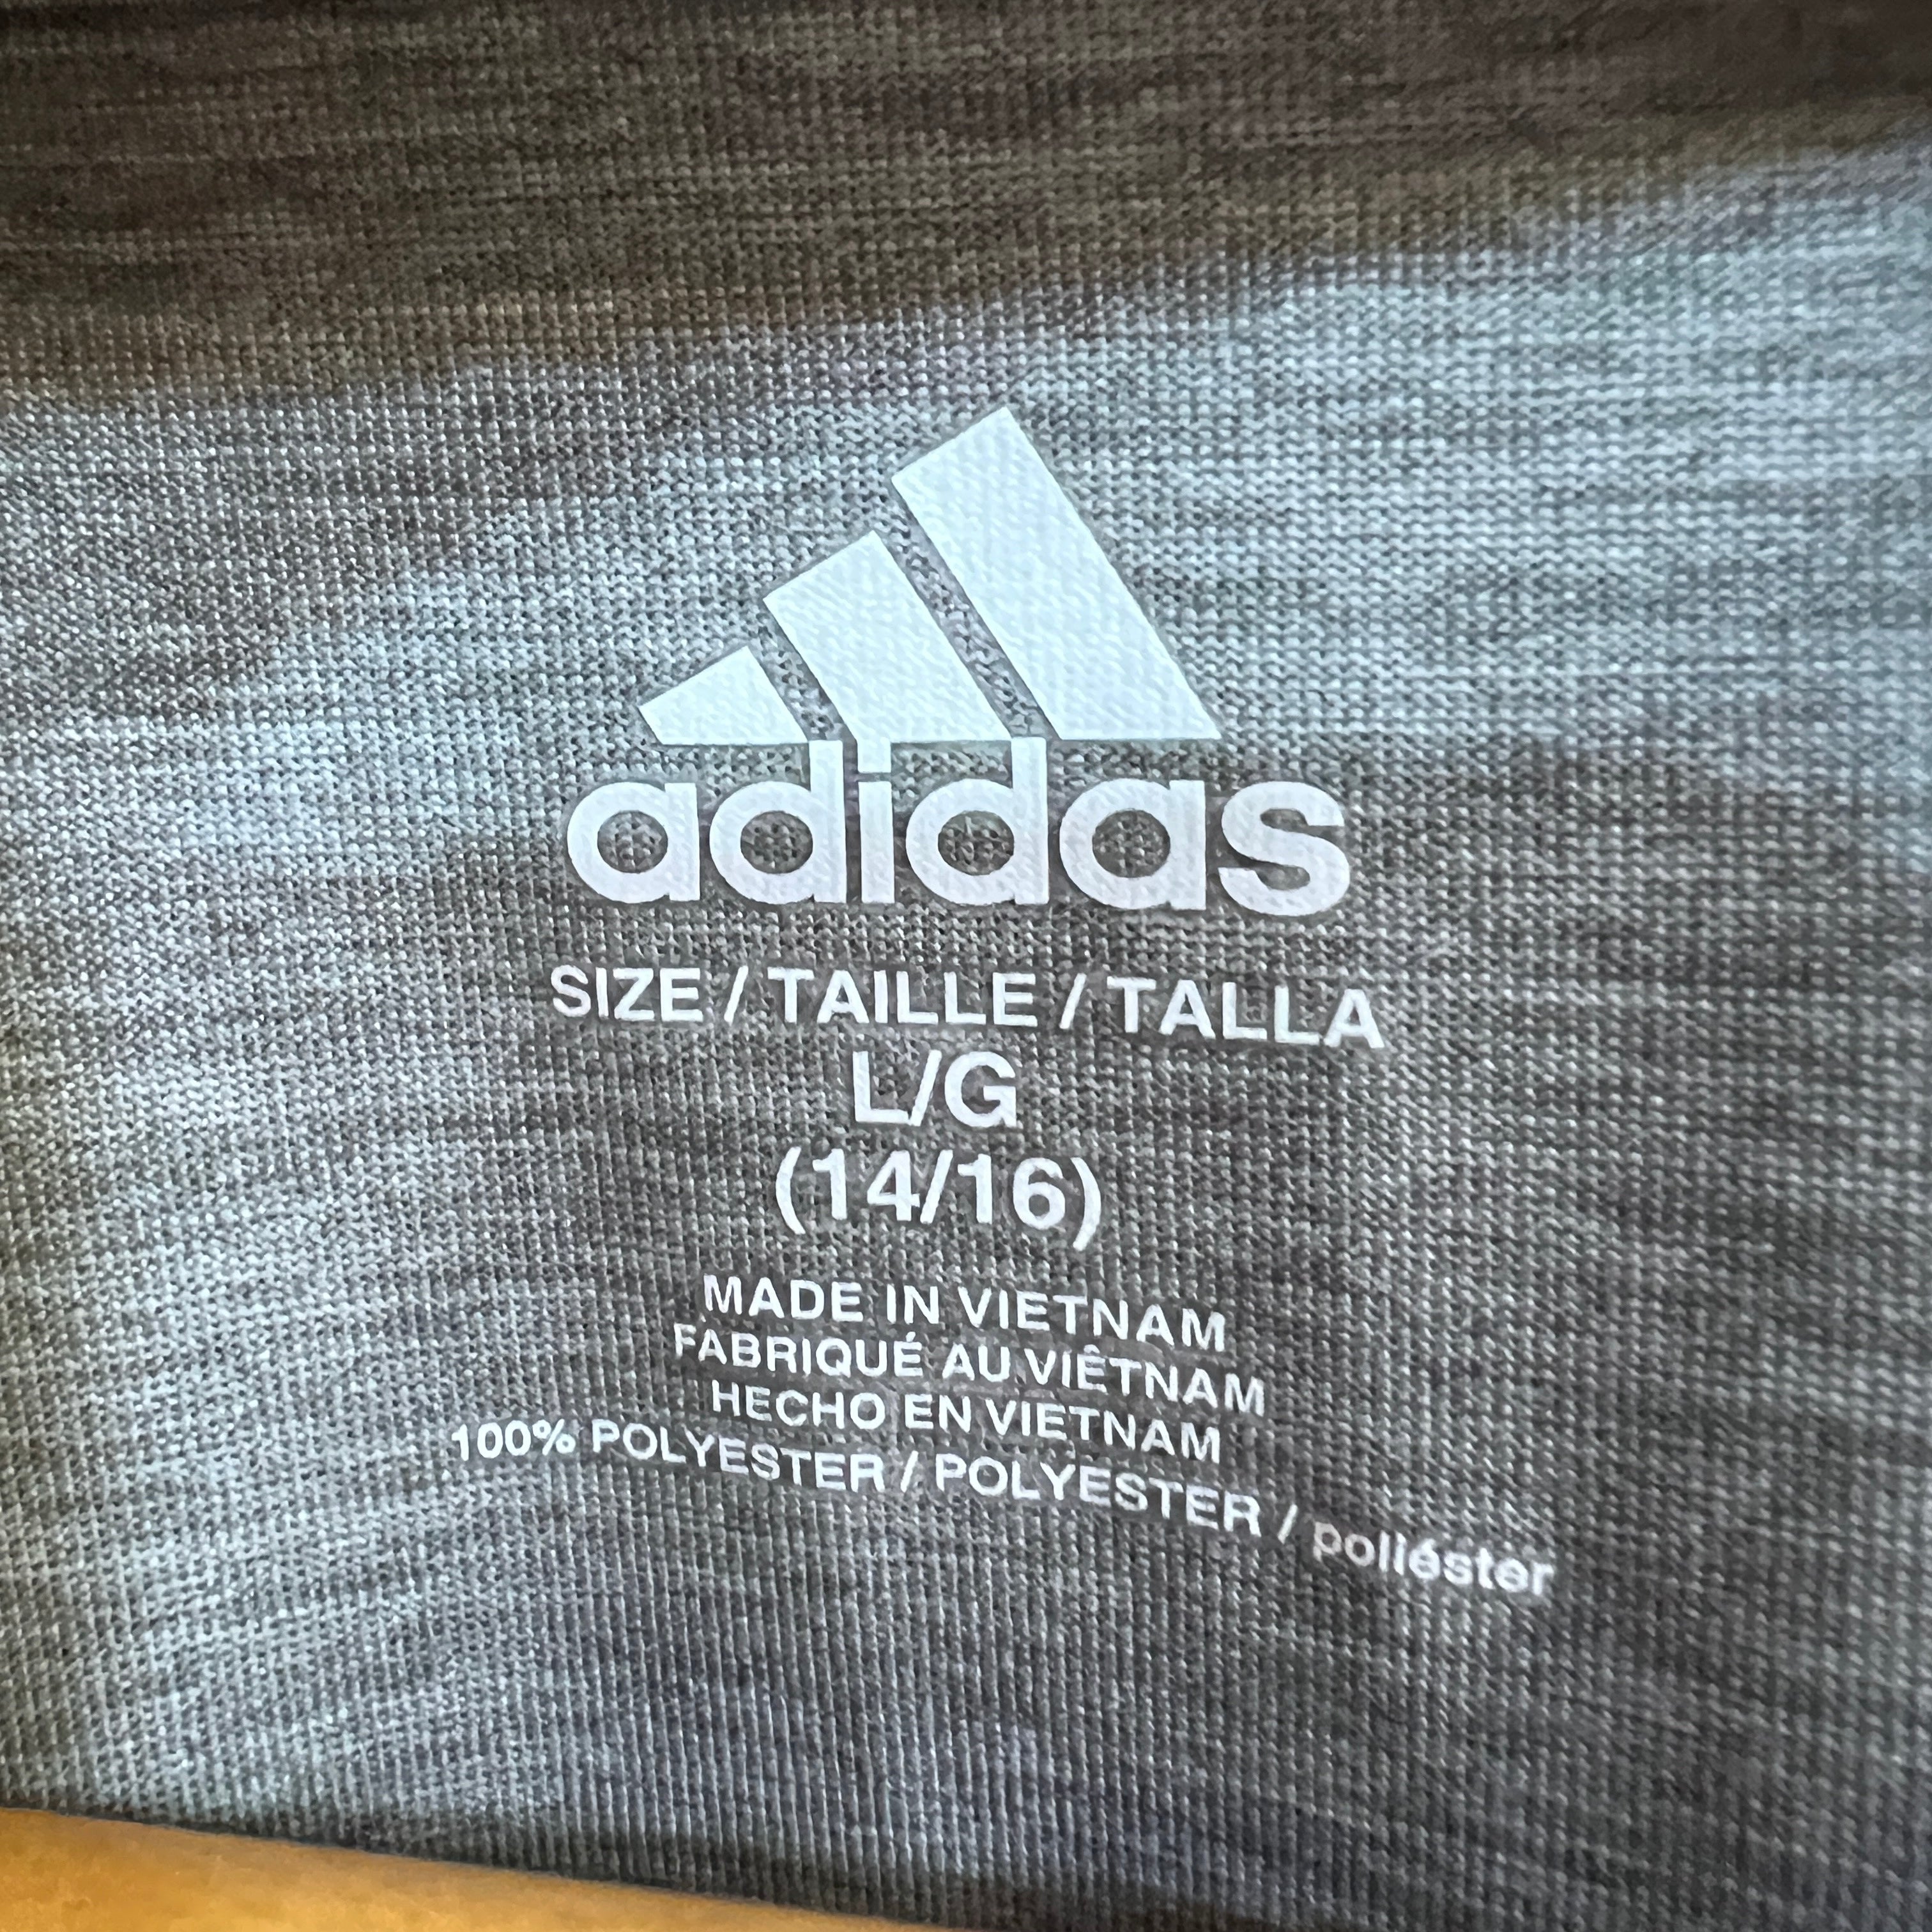 adidas
SIZE / TAILLE / TALLA
L/G
(14/16)
MADE IN VIETNAM
FABRIQUÉ AU VIÊTNAM
HECHO EN VIETNAM
100% POLYESTER / POLYESTER / poliéster